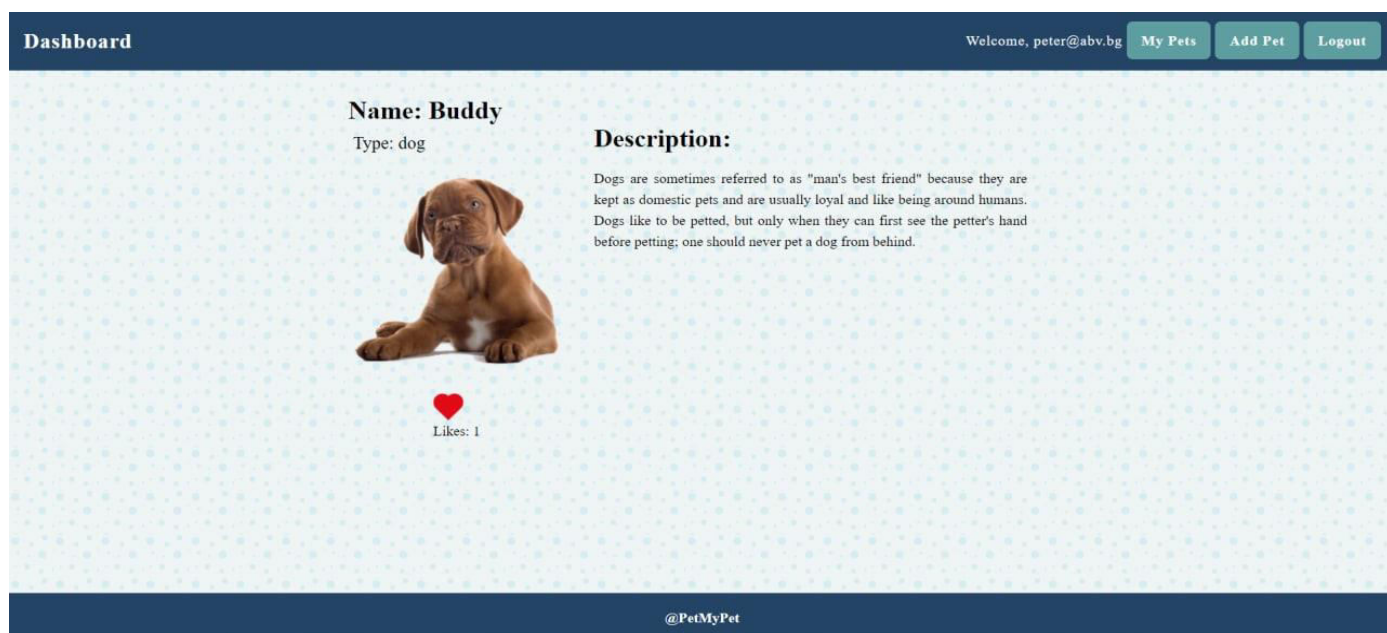 Dashboard
Welcome, peter@abv.bg
My Pets
Add Pet
Logout
Name: Buddy
Type: dog
Description:
Dogs are sometimes referred to as "man's best friend" because they are
kept as domestic pets and are usually loyal and like being around humans.
Dogs like to be petted, but only when they can first see the petter's hand
before petting; one should never pet a dog from behind.
Likes: 1
@PetMyPet